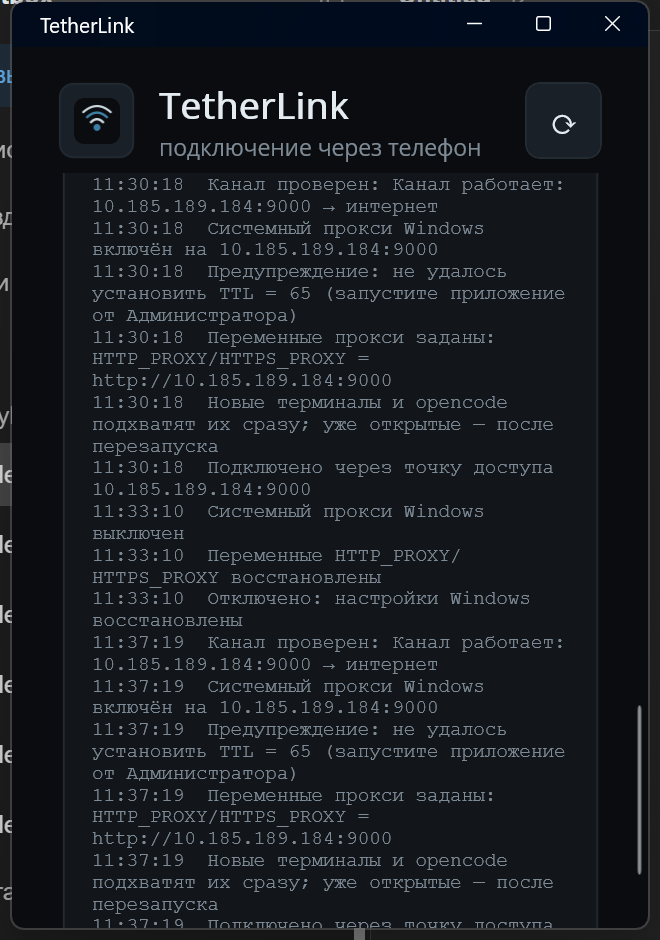 TetherLink
TetherLink
подключение через телефон
11:30:18 Канал проверен: Канал работает:
10.185.189.184:9000 → интернет
11:30:18 Системный прокси Windows
включён на 10.185.189.184:9000
11:30:18 Предупреждение: не удалось
установить TTL = 65 (запустите приложение
от Администратора)
11:30:18 Переменные прокси заданы:
HTTP_PROXY/HTTPS_PROXY =
http://10.185.189.184:9000
11:30:18 Новые терминалы и opencode
подхватят их сразу; уже открытые — после
перезапуска
11:30:18 Подключено через точку доступа
10.185.189.184:9000
11:33:10 Системный прокси Windows
выключен
11:33:10 Переменные HTTP_PROXY/
HTTPS_PROXY восстановлены
11:33:10 Отключено: настройки Windows
восстановлены
11:37:19 Канал проверен: Канал работает:
10.185.189.184:9000 → интернет
11:37:19 Системный прокси Windows
включён на 10.185.189.184:9000
11:37:19 Предупреждение: не удалось
установить TTL = 65 (запустите приложение
от Администратора)
11:37:19 Переменные прокси заданы:
HTTP_PROXY/HTTPS_PROXY =
http://10.185.189.184:9000
11:37:19 Новые терминалы и opencode
подхватят их сразу; уже открытые — после
перезапуска
11:37:19 Подключено через точку доступа